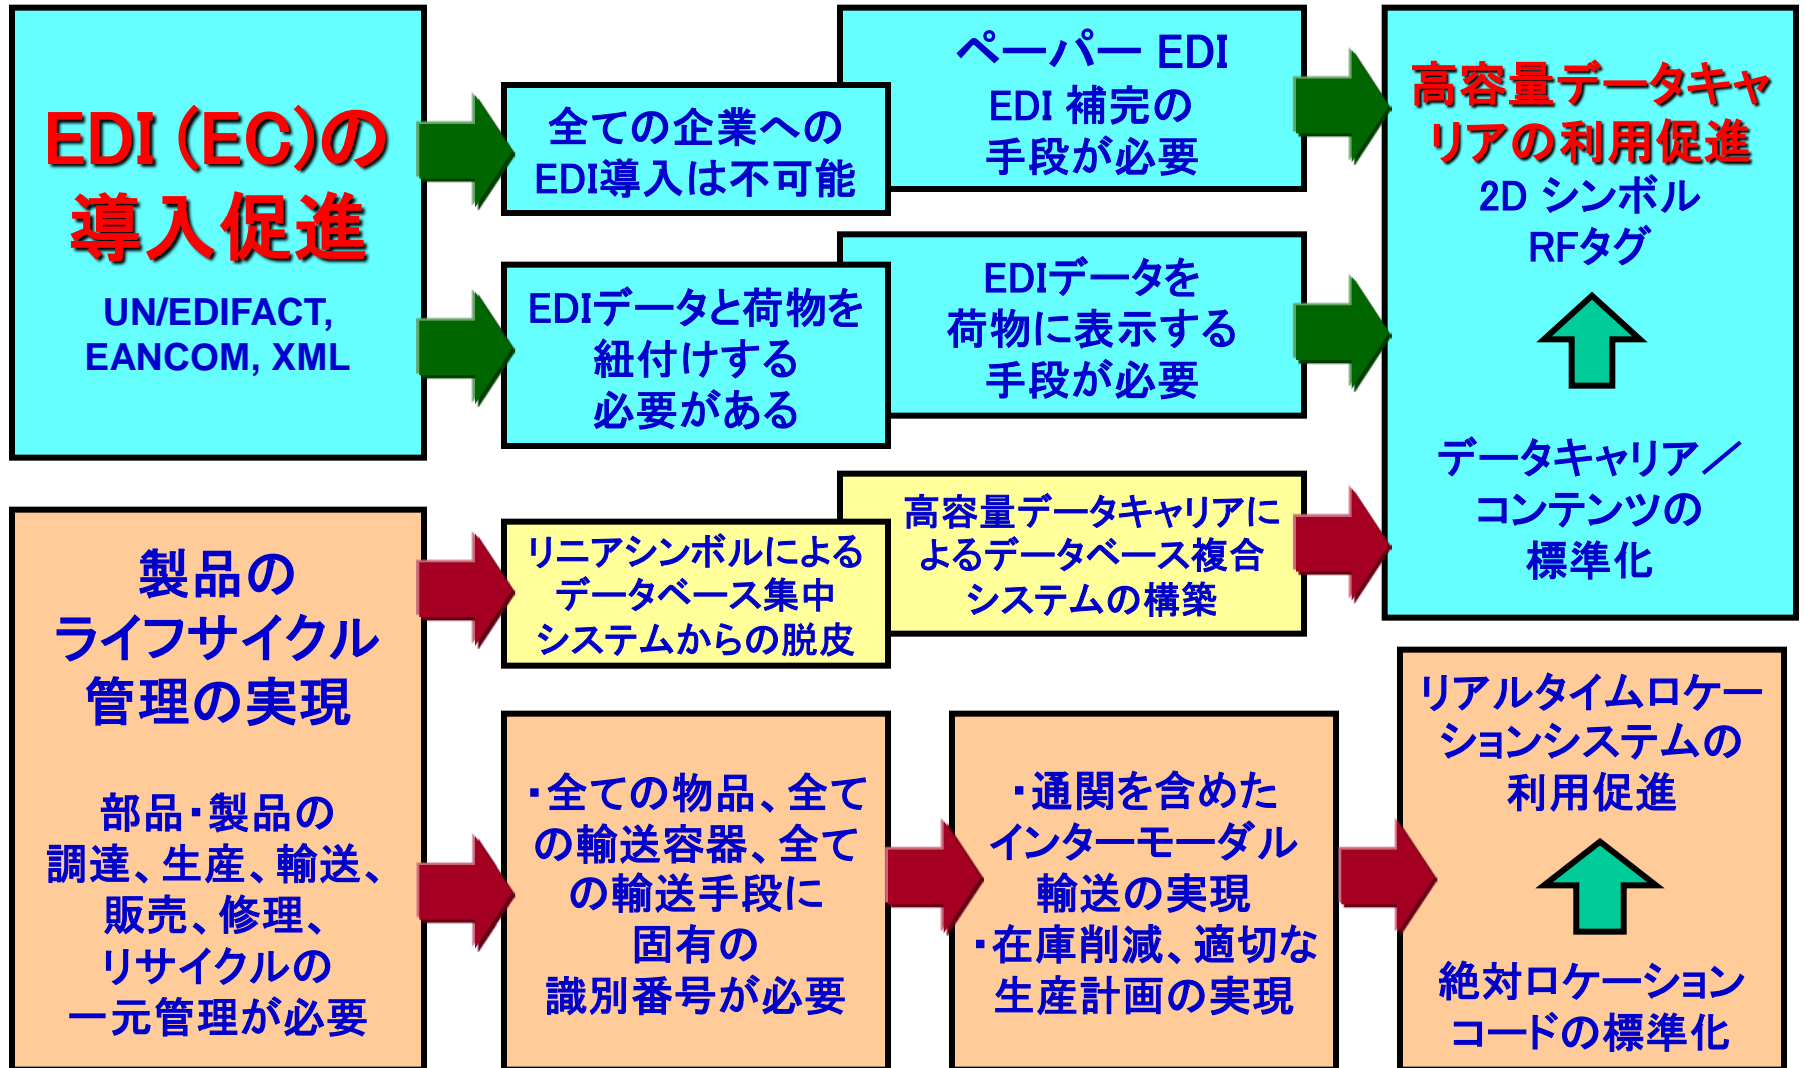 EDI (EC)の
導入促進
UN/EDIFACT,
EANCOM, XML
全ての企業への
EDI導入は不可能
ペーパー EDI
EDI 補完の
手段が必要
EDIデータと荷物を
紐付けする
必要がある
EDIデータを
荷物に表示する
手段が必要
高容量データキャ
リアの利用促進
2D シンボル
RFタグ
データキャリア／
コンテンツの
標準化
製品の
ライフサイクル
管理の実現
部品・製品の
調達、生産、輸送、
販売、修理、
リサイクルの
一元管理が必要
リニアシンボルによる
データベース集中
システムからの脱皮
高容量データキャリアに
よるデータベース複合
システムの構築
・全ての物品、全て
の輸送容器、全て
の輸送手段に
固有の
識別番号が必要
・通関を含めた
インターモーダル
輸送の実現
・在庫削減、適切な
生産計画の実現
リアルタイムロケー
ションシステムの
利用促進
絶対ロケーション
コードの標準化